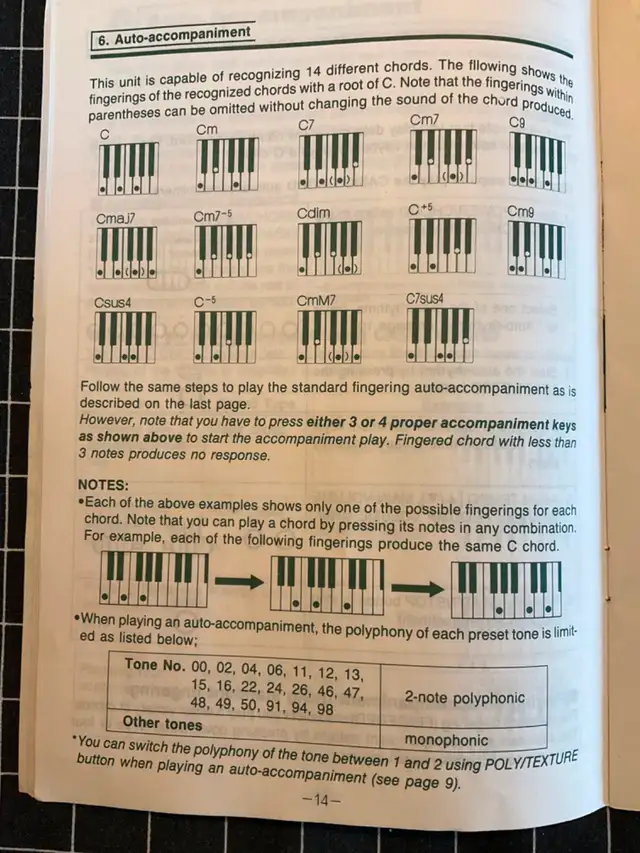 6. Auto-accompaniment
This unit is capable of recognizing 14 different chords. The fllowing shows the
fingerings of the recognized chords with a root of C. Note that the fingerings within
parentheses can be omitted without changing the sound of the chord produced.
C Cm C7 Cm7 C9
Cmaj7 Cm7-5 Cdim C+5 Cm9
Csus4 C-5 CmM7 C7sus4
Follow the same steps to play the standard fingering auto-accompaniment as is
described on the last page.
However, note that you have to press either 3 or 4 proper accompaniment keys
as shown above to start the accompaniment play. Fingered chord with less than
3 notes produces no response.
NOTES:
•Each of the above examples shows only one of the possible fingerings for each
chord. Note that you can play a chord by pressing its notes in any combination.
For example, each of the following fingerings produce the same C chord.
•When playing an auto-accompaniment, the polyphony of each preset tone is limit-
ed as listed below;
Tone No. 00, 02, 04, 06, 11, 12, 13,
15, 16, 22, 24, 26, 46, 47,
48, 49, 50, 91, 94, 98
2-note polyphonic
Other tones
monophonic
*You can switch the polyphony of the tone between 1 and 2 using POLY/TEXTURE
button when playing an auto-accompaniment (see page 9).
—14—